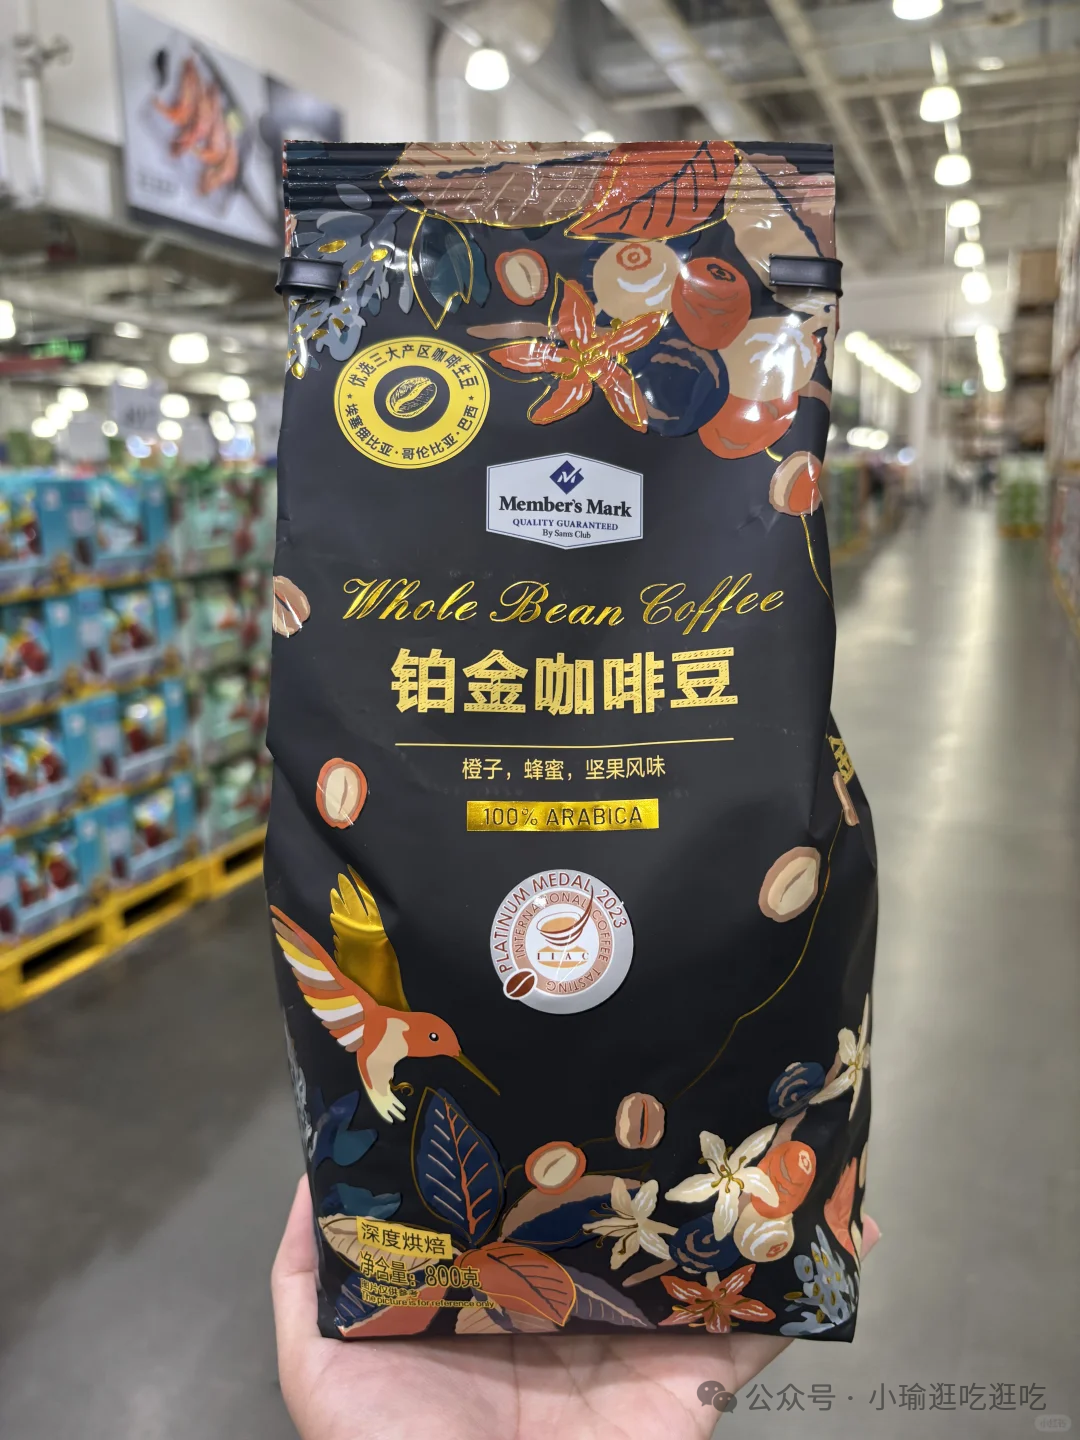 优选三大产区咖啡生豆
埃塞俄比亚·哥伦比亚·巴西
Member's Mark
QUALITY GUARANTEED
By Sam's Club
Whole Bean Coffee
铂金咖啡豆
橙子，蜂蜜，坚果风味
100% ARABICA
PLATINUM MEDAL 2023
INTERNATIONAL COFFEE TASTING
IIAC
深度烘焙
净含量：800克
图片仅供参考
The picture is for reference only
公众号·小瑜逛吃逛吃
小红书